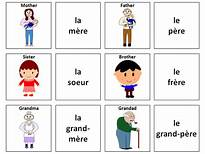 Mother
la
mère
Father
le
père
Sister
la
soeur
Brother
le
frère
Grandma
la
grand-
mère
Grandad
le
grand-père